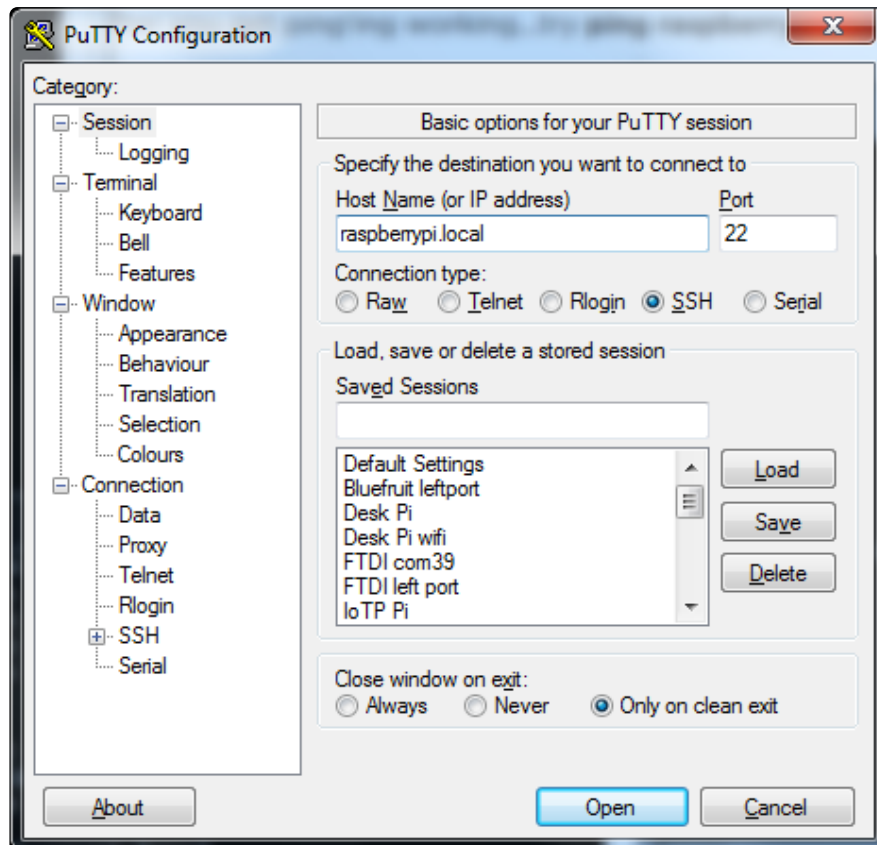 PuTTY Configuration
Category:
Session
Logging
Terminal
Keyboard
Bell
Features
Window
Appearance
Behaviour
Translation
Selection
Colours
Connection
Data
Proxy
Telnet
Rlogin
SSH
Serial
Basic options for your PuTTY session
Specify the destination you want to connect to
Host Name (or IP address) Port
raspberrypi.local 22
Connection type:
Raw Telnet Rlogin SSH Serial
Load, save or delete a stored session
Saved Sessions
Default Settings
Bluefruit leftport
Desk Pi
Desk Pi wifi
FTDI com39
FTDI left port
IoTP Pi
Load
Save
Delete
Close window on exit:
Always Never Only on clean exit
About Open Cancel